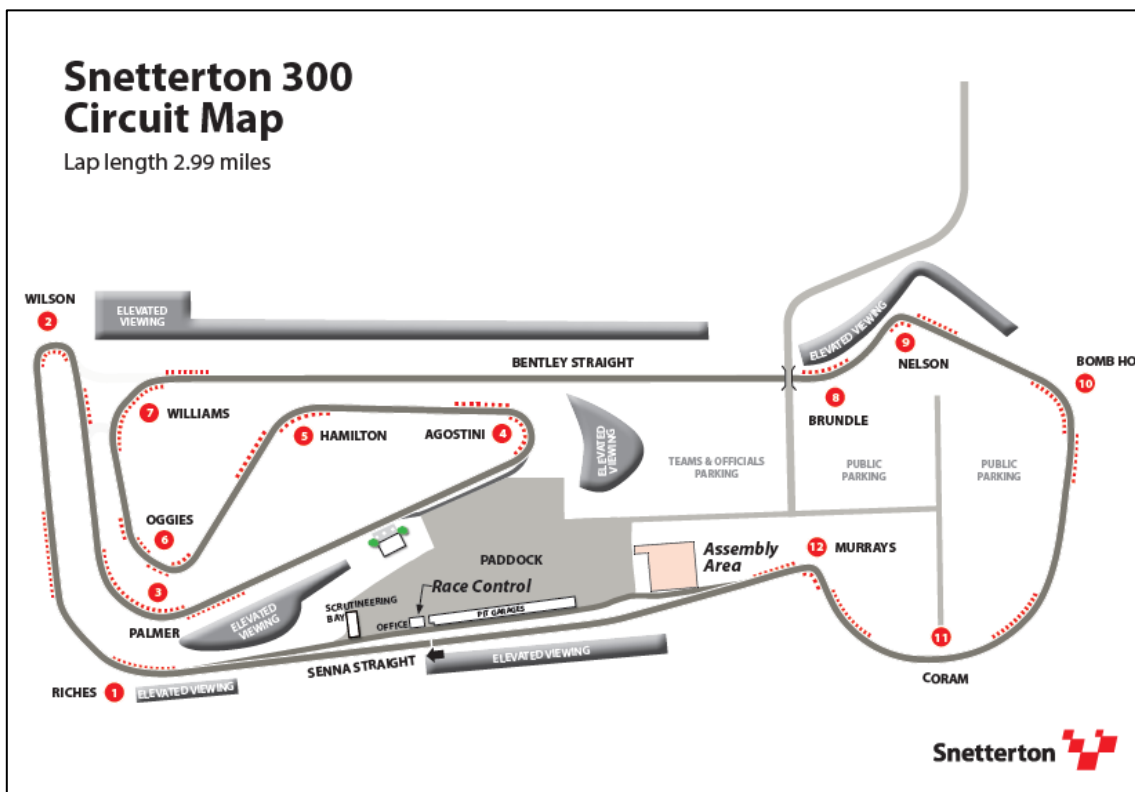 Snetterton 300
Circuit Map
Lap length 2.99 miles
WILSON
2
ELEVATED
VIEWING
BENTLEY STRAIGHT
ELEVATED VIEWING
9
NELSON
BOMB HO
10
8
BRUNDLE
7 WILLIAMS
5 HAMILTON
AGOSTINI 4
ELEVATED
VIEWING
TEAMS & OFFICIALS
PARKING
PUBLIC
PARKING
PUBLIC
PARKING
OGGIES
6
3
PALMER
PADDOCK
Assembly
Area
12 MURRAYS
Race Control
ELEVATED
VIEWING
SCRUTINEERING
BAY
OFFICE
PIT GARAGES
SENNA STRAIGHT
ELEVATED VIEWING
11
CORAM
RICHES 1
ELEVATED VIEWING
Snetterton